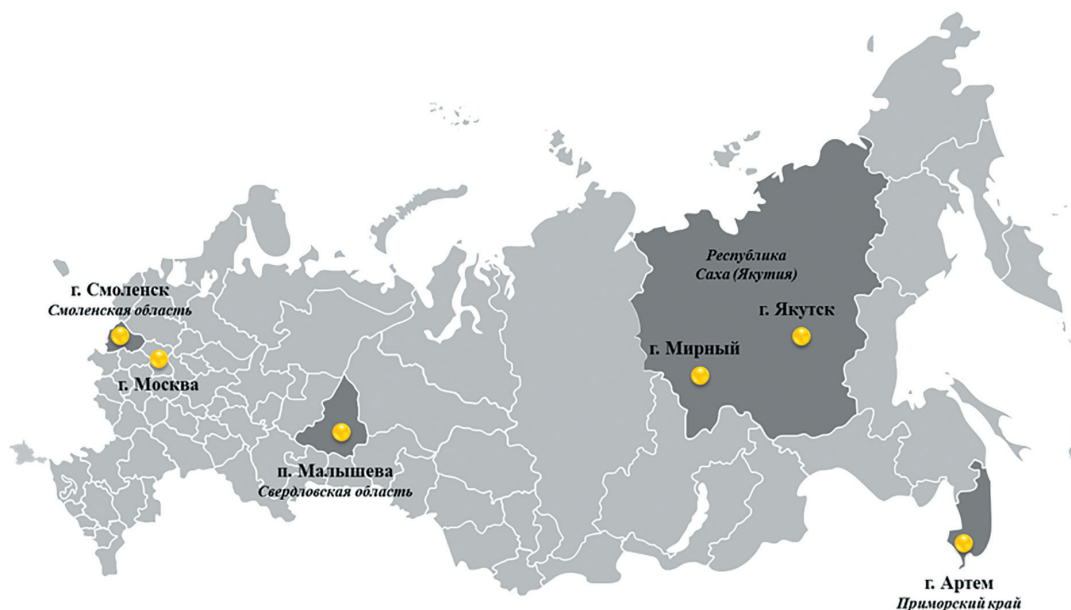 Республика
Саха (Якутия)
г. Смоленск
Смоленская область
г. Якутск
г. Мирный
г. Москва
п. Малышева
Свердловская область
г. Артем
Приморский край